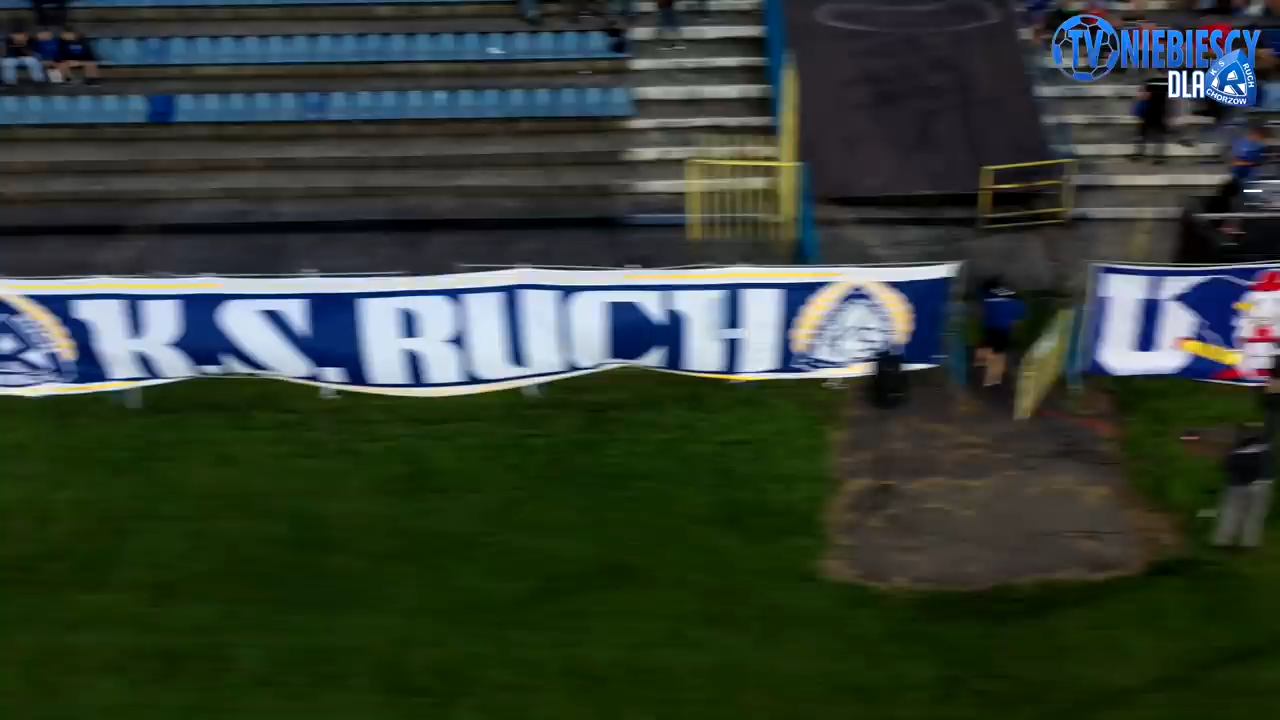 TV NIEBIESCY
DLA
K S
RUCH
CHORZÓW
K.S. RUCH
U